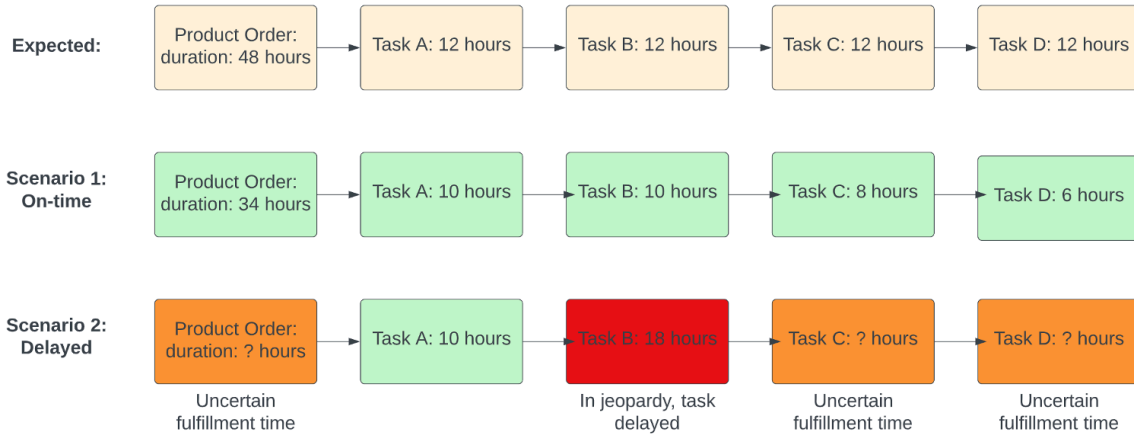 Expected:
Product Order:
duration: 48 hours
Task A: 12 hours
Task B: 12 hours
Task C: 12 hours
Task D: 12 hours
Scenario 1:
On-time
Product Order:
duration: 34 hours
Task A: 10 hours
Task B: 10 hours
Task C: 8 hours
Task D: 6 hours
Scenario 2:
Delayed
Product Order:
duration: ? hours
Task A: 10 hours
Task B: 18 hours
Task C: ? hours
Task D: ? hours
Uncertain
fulfillment time
In jeopardy, task
delayed
Uncertain
fulfillment time
Uncertain
fulfillment time